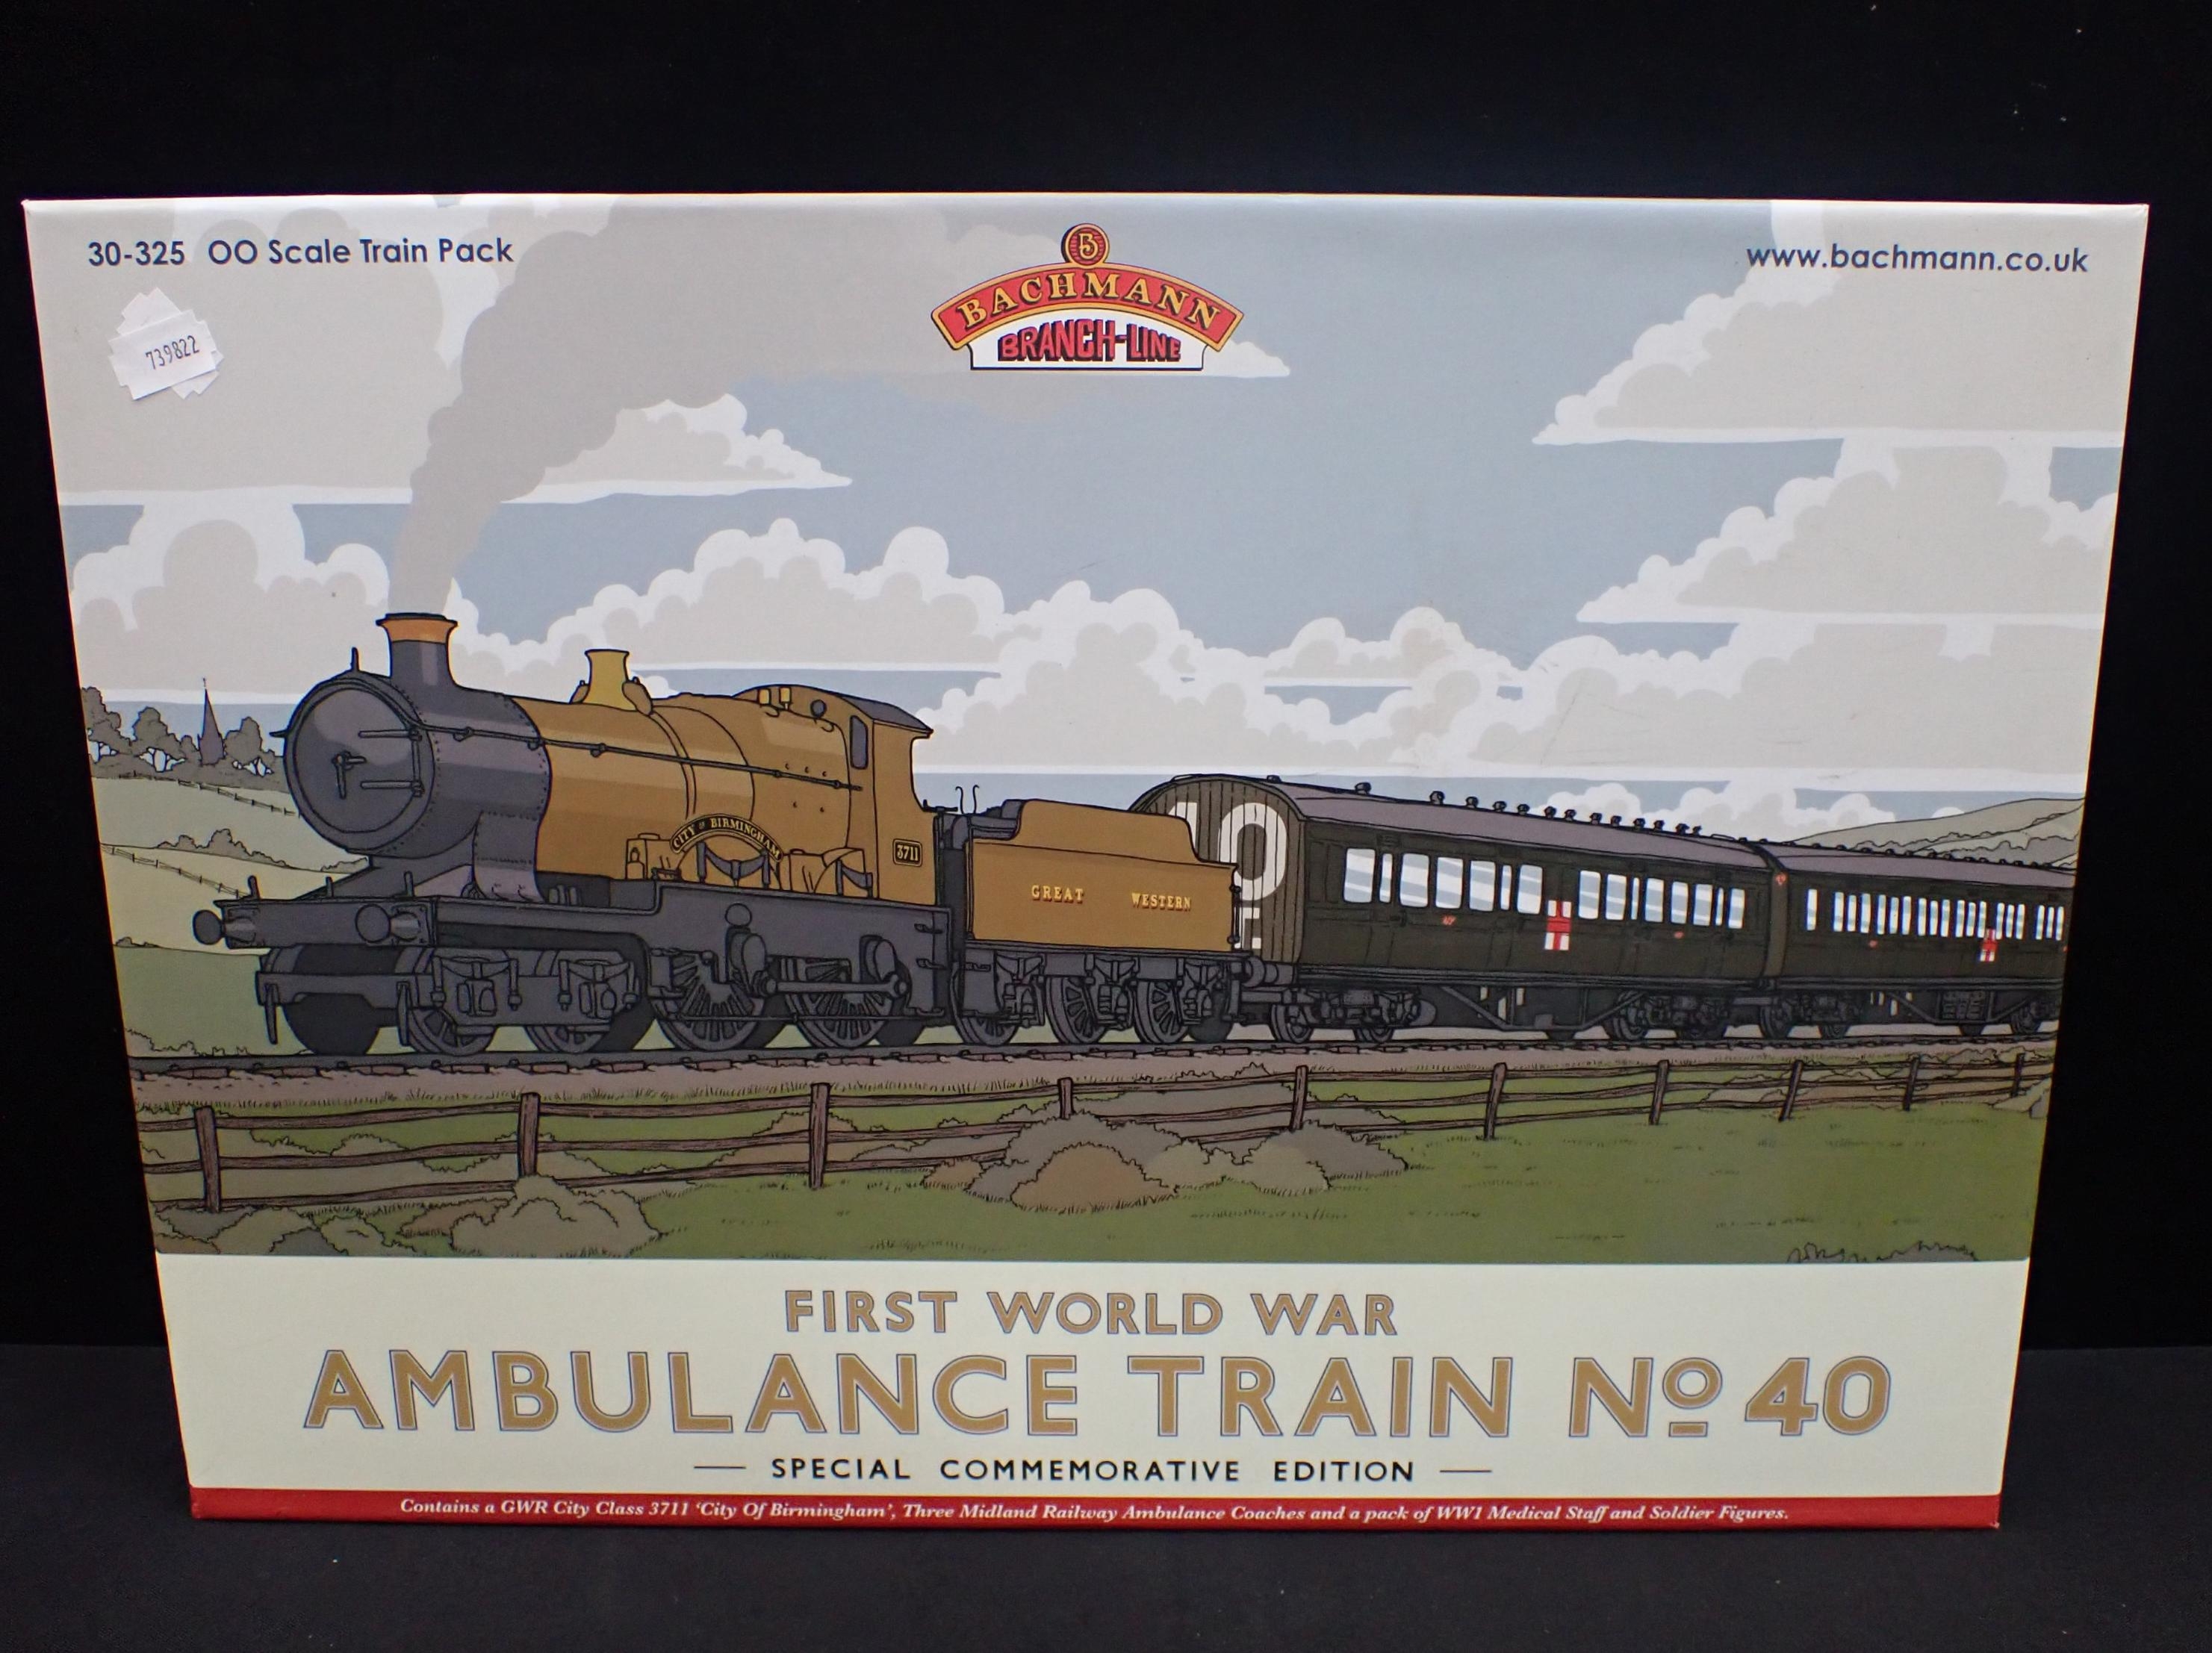 30-325 OO Scale Train Pack
B
BACHMANN
BRANCH-LINE
www.bachmann.co.uk
739822
CITY OF BIRMINGHAM
3711
GREAT WESTERN
FIRST WORLD WAR
AMBULANCE TRAIN No 40
SPECIAL COMMEMORATIVE EDITION
Contains a GWR City Class 3711 'City Of Birmingham', Three Midland Railway Ambulance Coaches and a pack of WW1 Medical Staff and Soldier Figures.